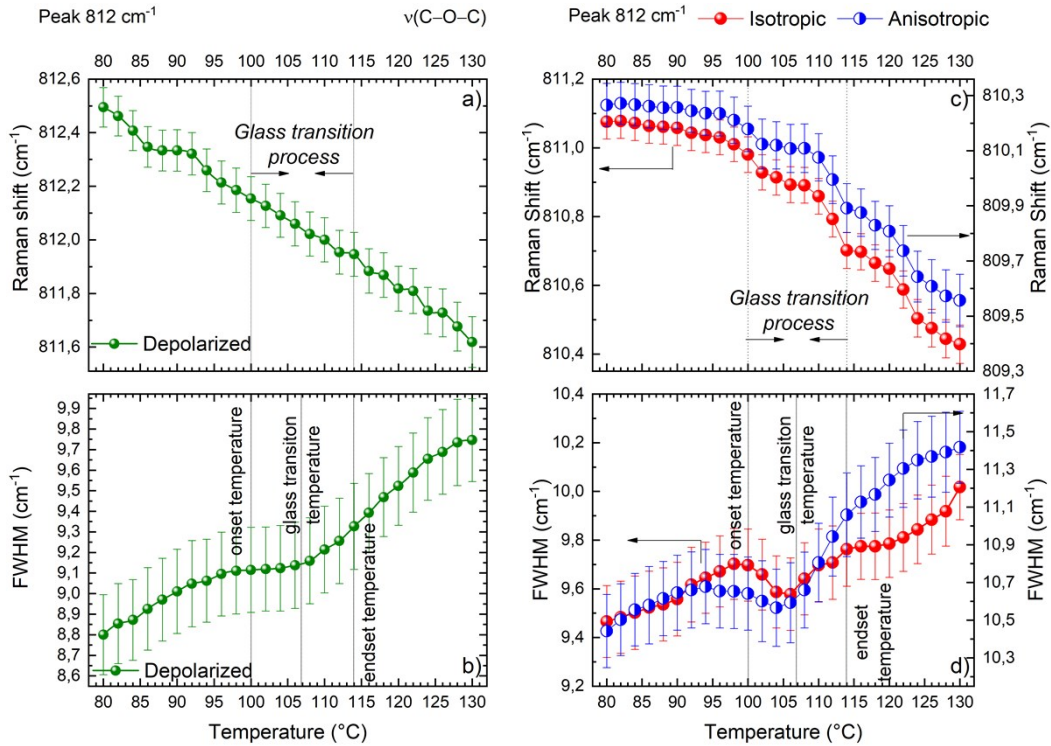 Peak 812 cm⁻¹
ν(C–O–C)
Peak 812 cm⁻¹
Isotropic
Anisotropic
80 85 90 95 100 105 110 115 120 125 130
80 85 90 95 100 105 110 115 120 125 130
812,6
812,4
812,2
812,0
811,8
811,6
Raman shift (cm⁻¹)
a)
Glass transition
process
Depolarized
811,2
811,0
810,8
810,6
810,4
Raman Shift (cm⁻¹)
c)
Glass transition
process
810,3
810,1
809,9
809,7
809,5
809,3
Raman Shift (cm⁻¹)
9,9
9,8
9,7
9,6
9,5
9,4
9,3
9,2
9,1
9,0
8,9
8,8
8,7
8,6
FWHM (cm⁻¹)
onset temperature
glass transiton
temperature
endset temperature
b)
Depolarized
80 85 90 95 100 105 110 115 120 125 130
Temperature (°C)
10,4
10,2
10,0
9,8
9,6
9,4
9,2
FWHM (cm⁻¹)
onset temperature
glass transiton
temperature
endset
temperature
d)
11,7
11,5
11,3
11,1
10,9
10,7
10,5
10,3
FWHM (cm⁻¹)
80 85 90 95 100 105 110 115 120 125 130
Temperature (°C)